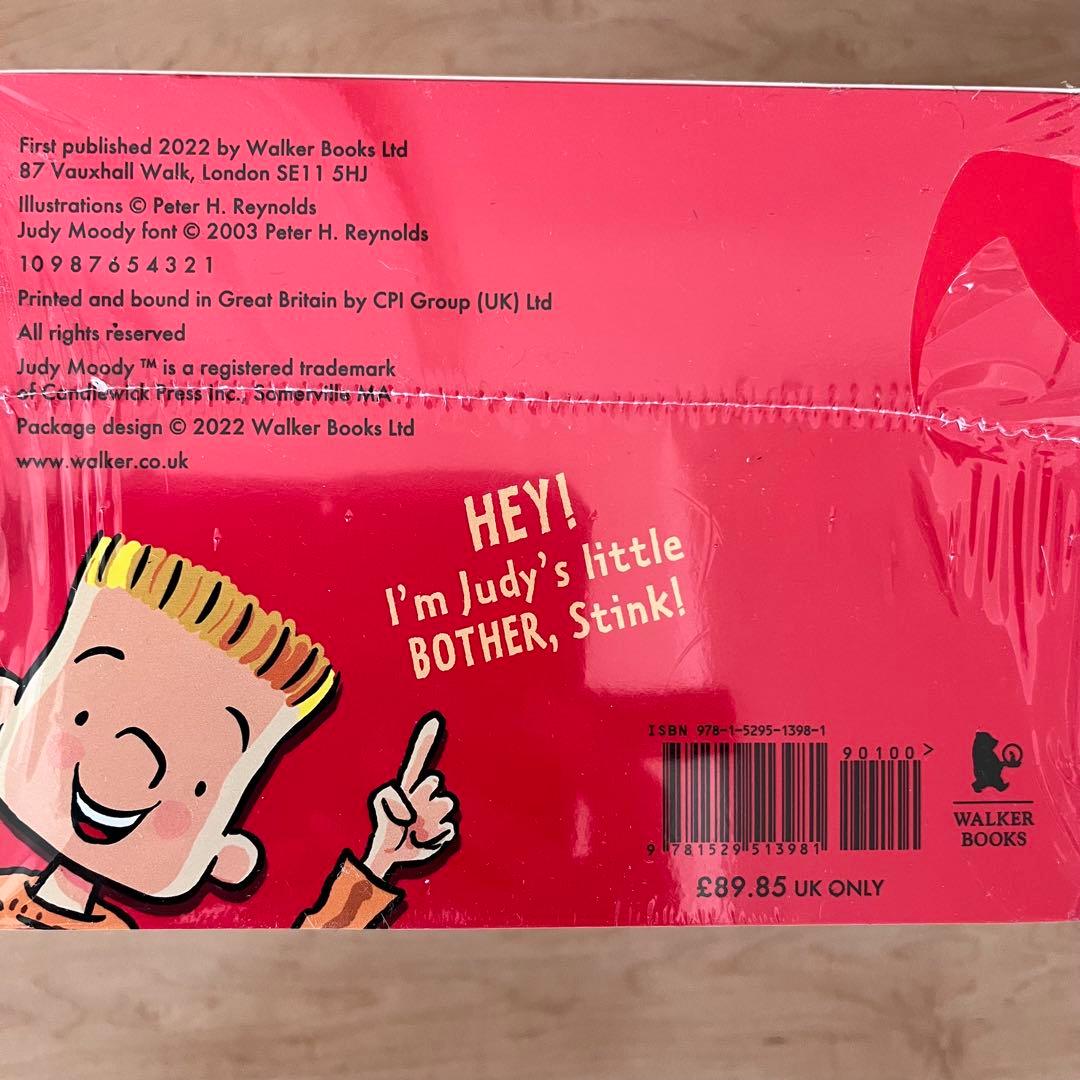 First published 2022 by Walker Books Ltd
87 Vauxhall Walk, London SE11 5HJ
Illustrations © Peter H. Reynolds
Judy Moody font © 2003 Peter H. Reynolds
10 9 8 7 6 5 4 3 2 1
Printed and bound in Great Britain by CPI Group (UK) Ltd
All rights reserved
Judy Moody ™ is a registered trademark
of Candlewick Press Inc., Somerville MA
Package design © 2022 Walker Books Ltd
www.walker.co.uk
HEY!
I'm Judy's little
BOTHER, Stink!
ISBN 978-1-5295-1398-1
90100>
9 781529 513981
WALKER
BOOKS
£89.85 UK ONLY